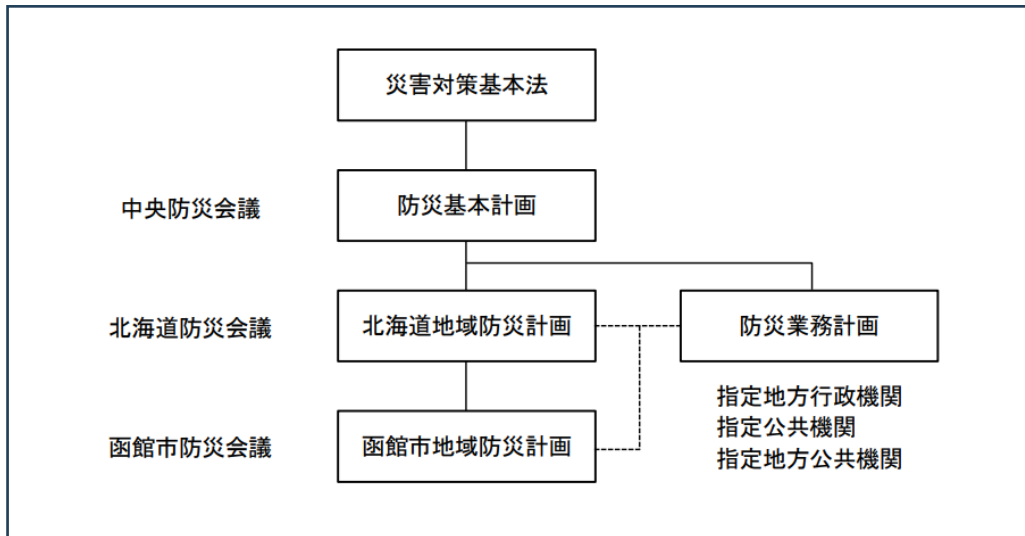 災害対策基本法
中央防災会議
防災基本計画
北海道防災会議
北海道地域防災計画
防災業務計画
指定地方行政機関
指定公共機関
指定地方公共機関
函館市防災会議
函館市地域防災計画